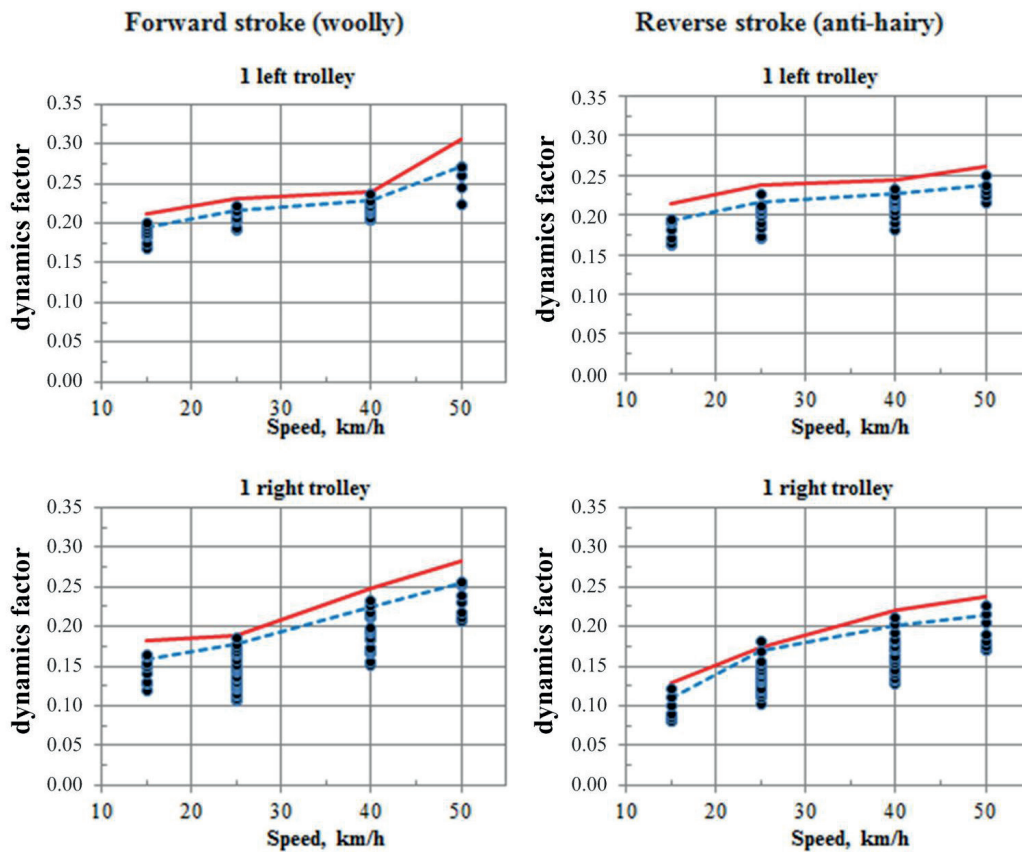 Forward stroke (woolly)
1 left trolley
dynamics factor
0.35
0.30
0.25
0.20
0.15
0.10
0.05
0.00
10 20 30 40 50
Speed, km/h
Reverse stroke (anti-hairy)
1 left trolley
dynamics factor
0.35
0.30
0.25
0.20
0.15
0.10
0.05
0.00
10 20 30 40 50
Speed, km/h
1 right trolley
dynamics factor
0.35
0.30
0.25
0.20
0.15
0.10
0.05
0.00
10 20 30 40 50
Speed, km/h
1 right trolley
dynamics factor
0.35
0.30
0.25
0.20
0.15
0.10
0.05
0.00
10 20 30 40 50
Speed, km/h